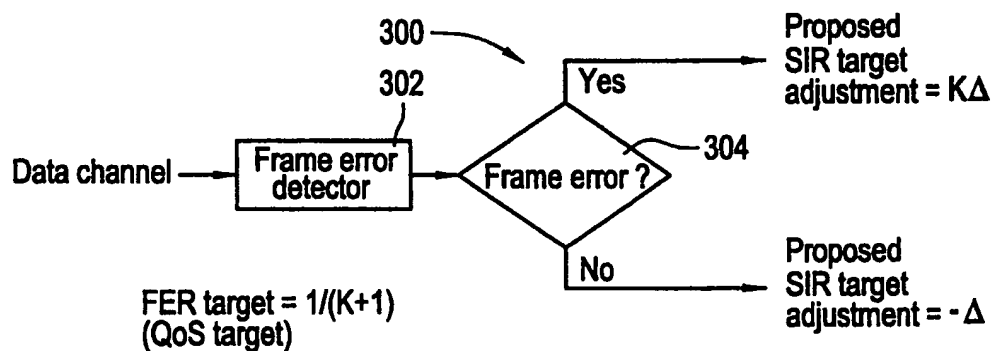 300
Proposed
SIR target
adjustment = KΔ
Yes
302
304
Data channel
Frame error
detector
Frame error ?
No
Proposed
SIR target
adjustment = - Δ
FER target = 1/(K+1)
(QoS target)